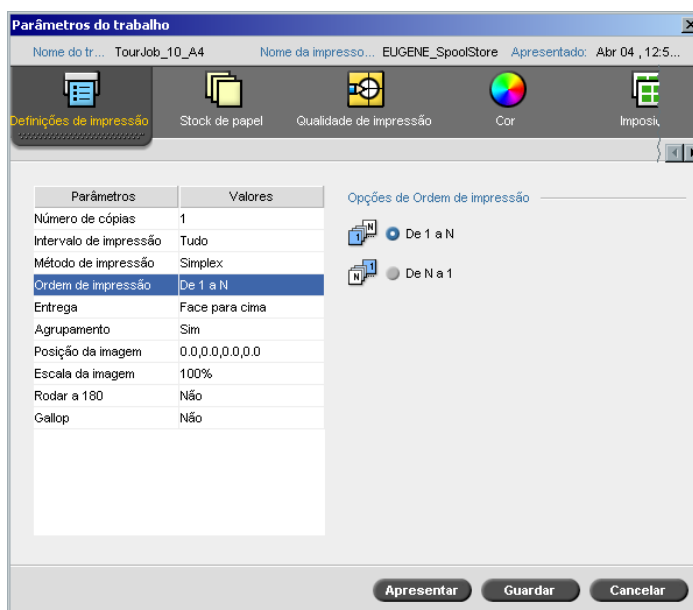 Parâmetros do trabalho
Nome do tr... TourJob_10_A4 Nome da impresso... EUGENE_SpoolStore Apresentado: Abr 04 , 12:5...
Definições de impressão Stock de papel Qualidade de impressão Cor Imposiç
Parâmetros Valores
Opções de Ordem de impressão
Número de cópias 1
Intervalo de impressão Tudo
Método de impressão Simplex
Ordem de impressão De 1 a N
Entrega Face para cima
Agrupamento Sim
Posição da imagem 0.0,0.0,0.0,0.0
Escala da imagem 100%
Rodar a 180 Não
Gallop Não
1 N De 1 a N
N 1 De N a 1
Apresentar Guardar Cancelar